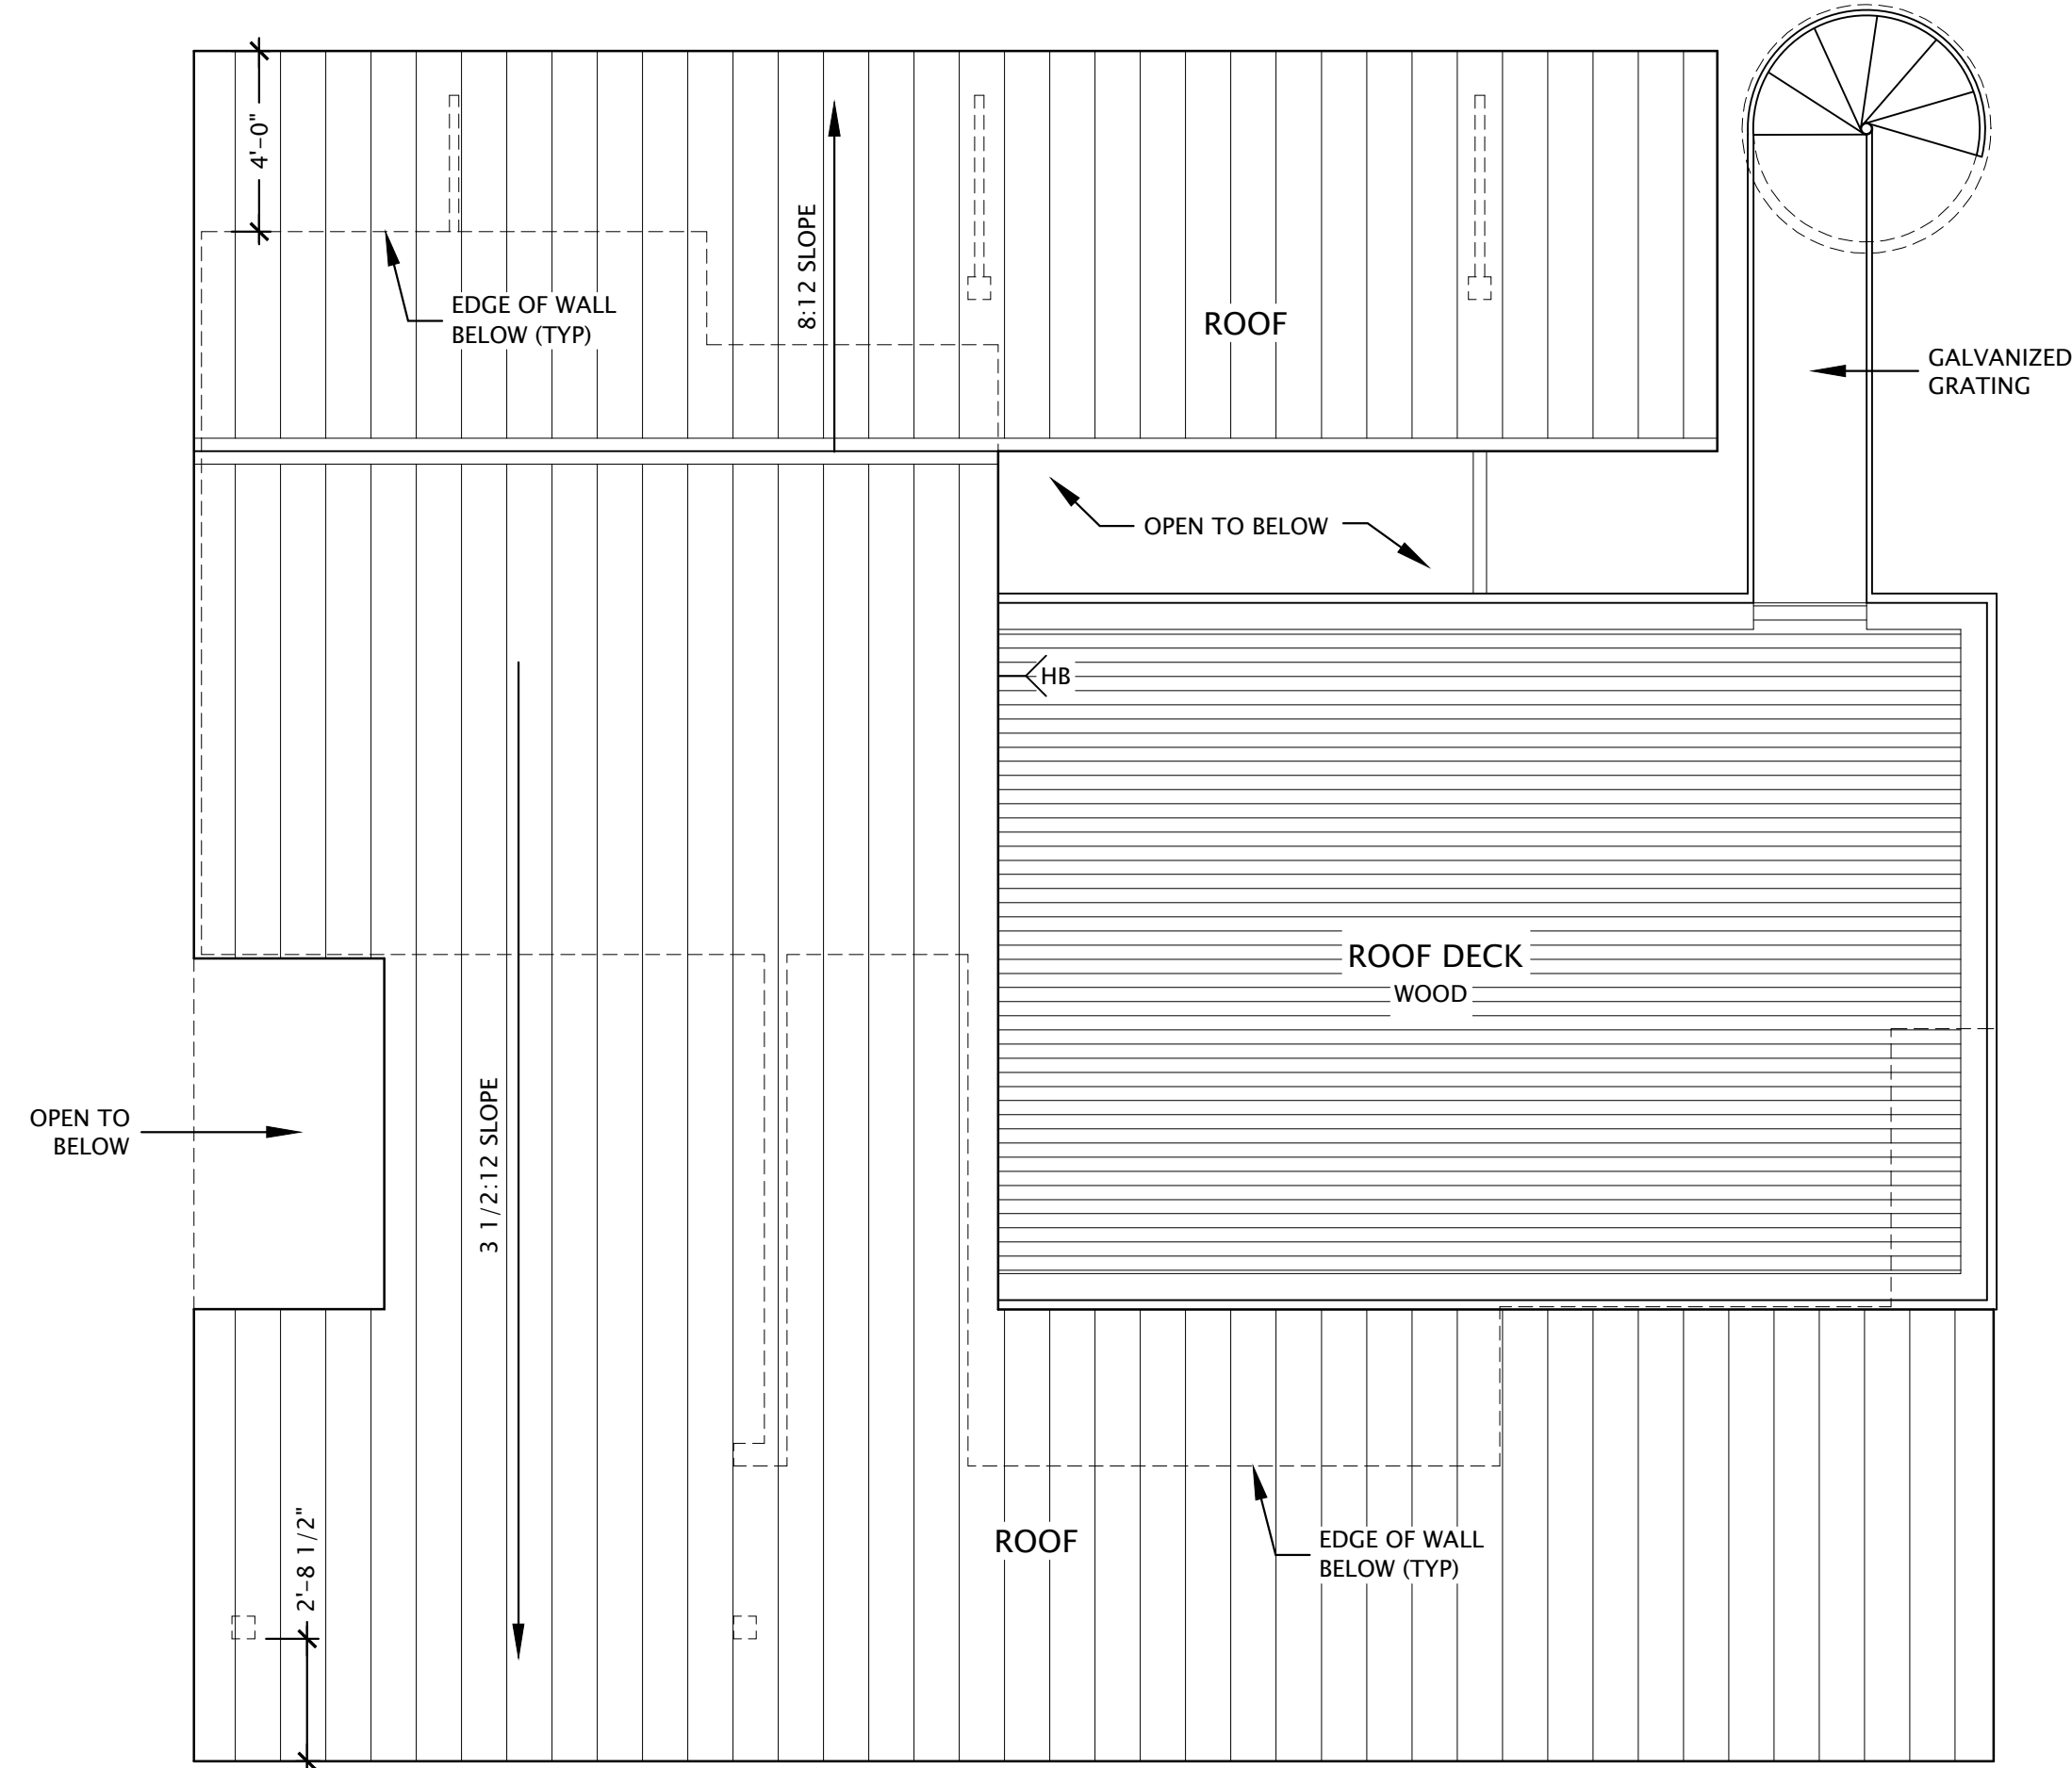 4'-0"
8:12 SLOPE
EDGE OF WALL
BELOW (TYP)
ROOF
GALVANIZED
GRATING
OPEN TO BELOW
HB
ROOF DECK
WOOD
OPEN TO
BELOW
3 1/2:12 SLOPE
2'-8 1/2"
ROOF
EDGE OF WALL
BELOW (TYP)